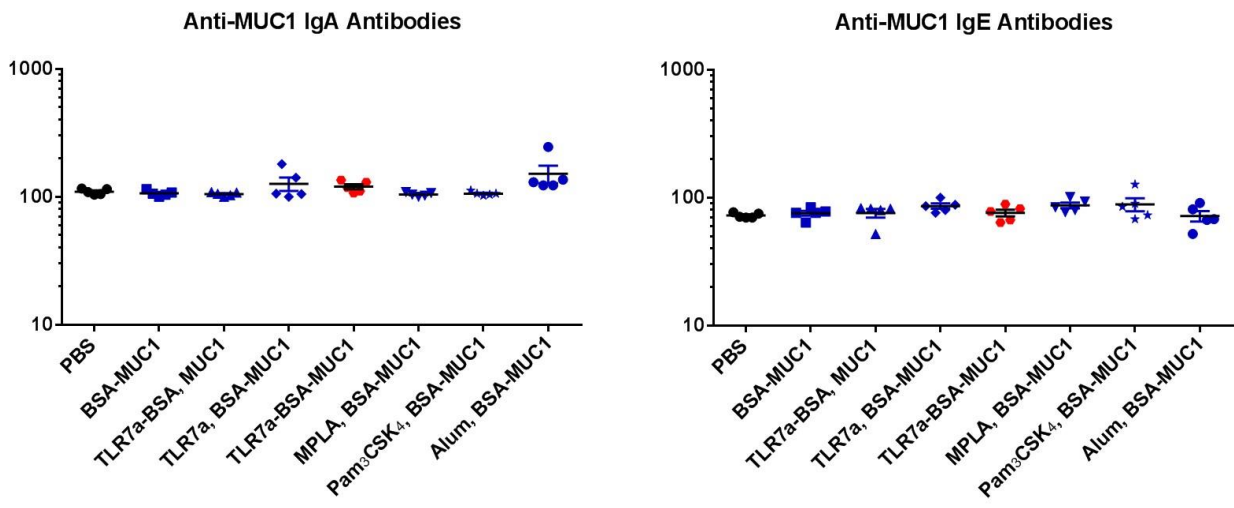 Anti-MUC1 IgA Antibodies
1000
100
10
PBS
BSA-MUC1
TLR7a-BSA, MUC1
TLR7a, BSA-MUC1
TLR7a-BSA-MUC1
MPLA, BSA-MUC1
Pam₃CSK₄, BSA-MUC1
Alum, BSA-MUC1
Anti-MUC1 IgE Antibodies
1000
100
10
PBS
BSA-MUC1
TLR7a-BSA, MUC1
TLR7a, BSA-MUC1
TLR7a-BSA-MUC1
MPLA, BSA-MUC1
Pam₃CSK₄, BSA-MUC1
Alum, BSA-MUC1